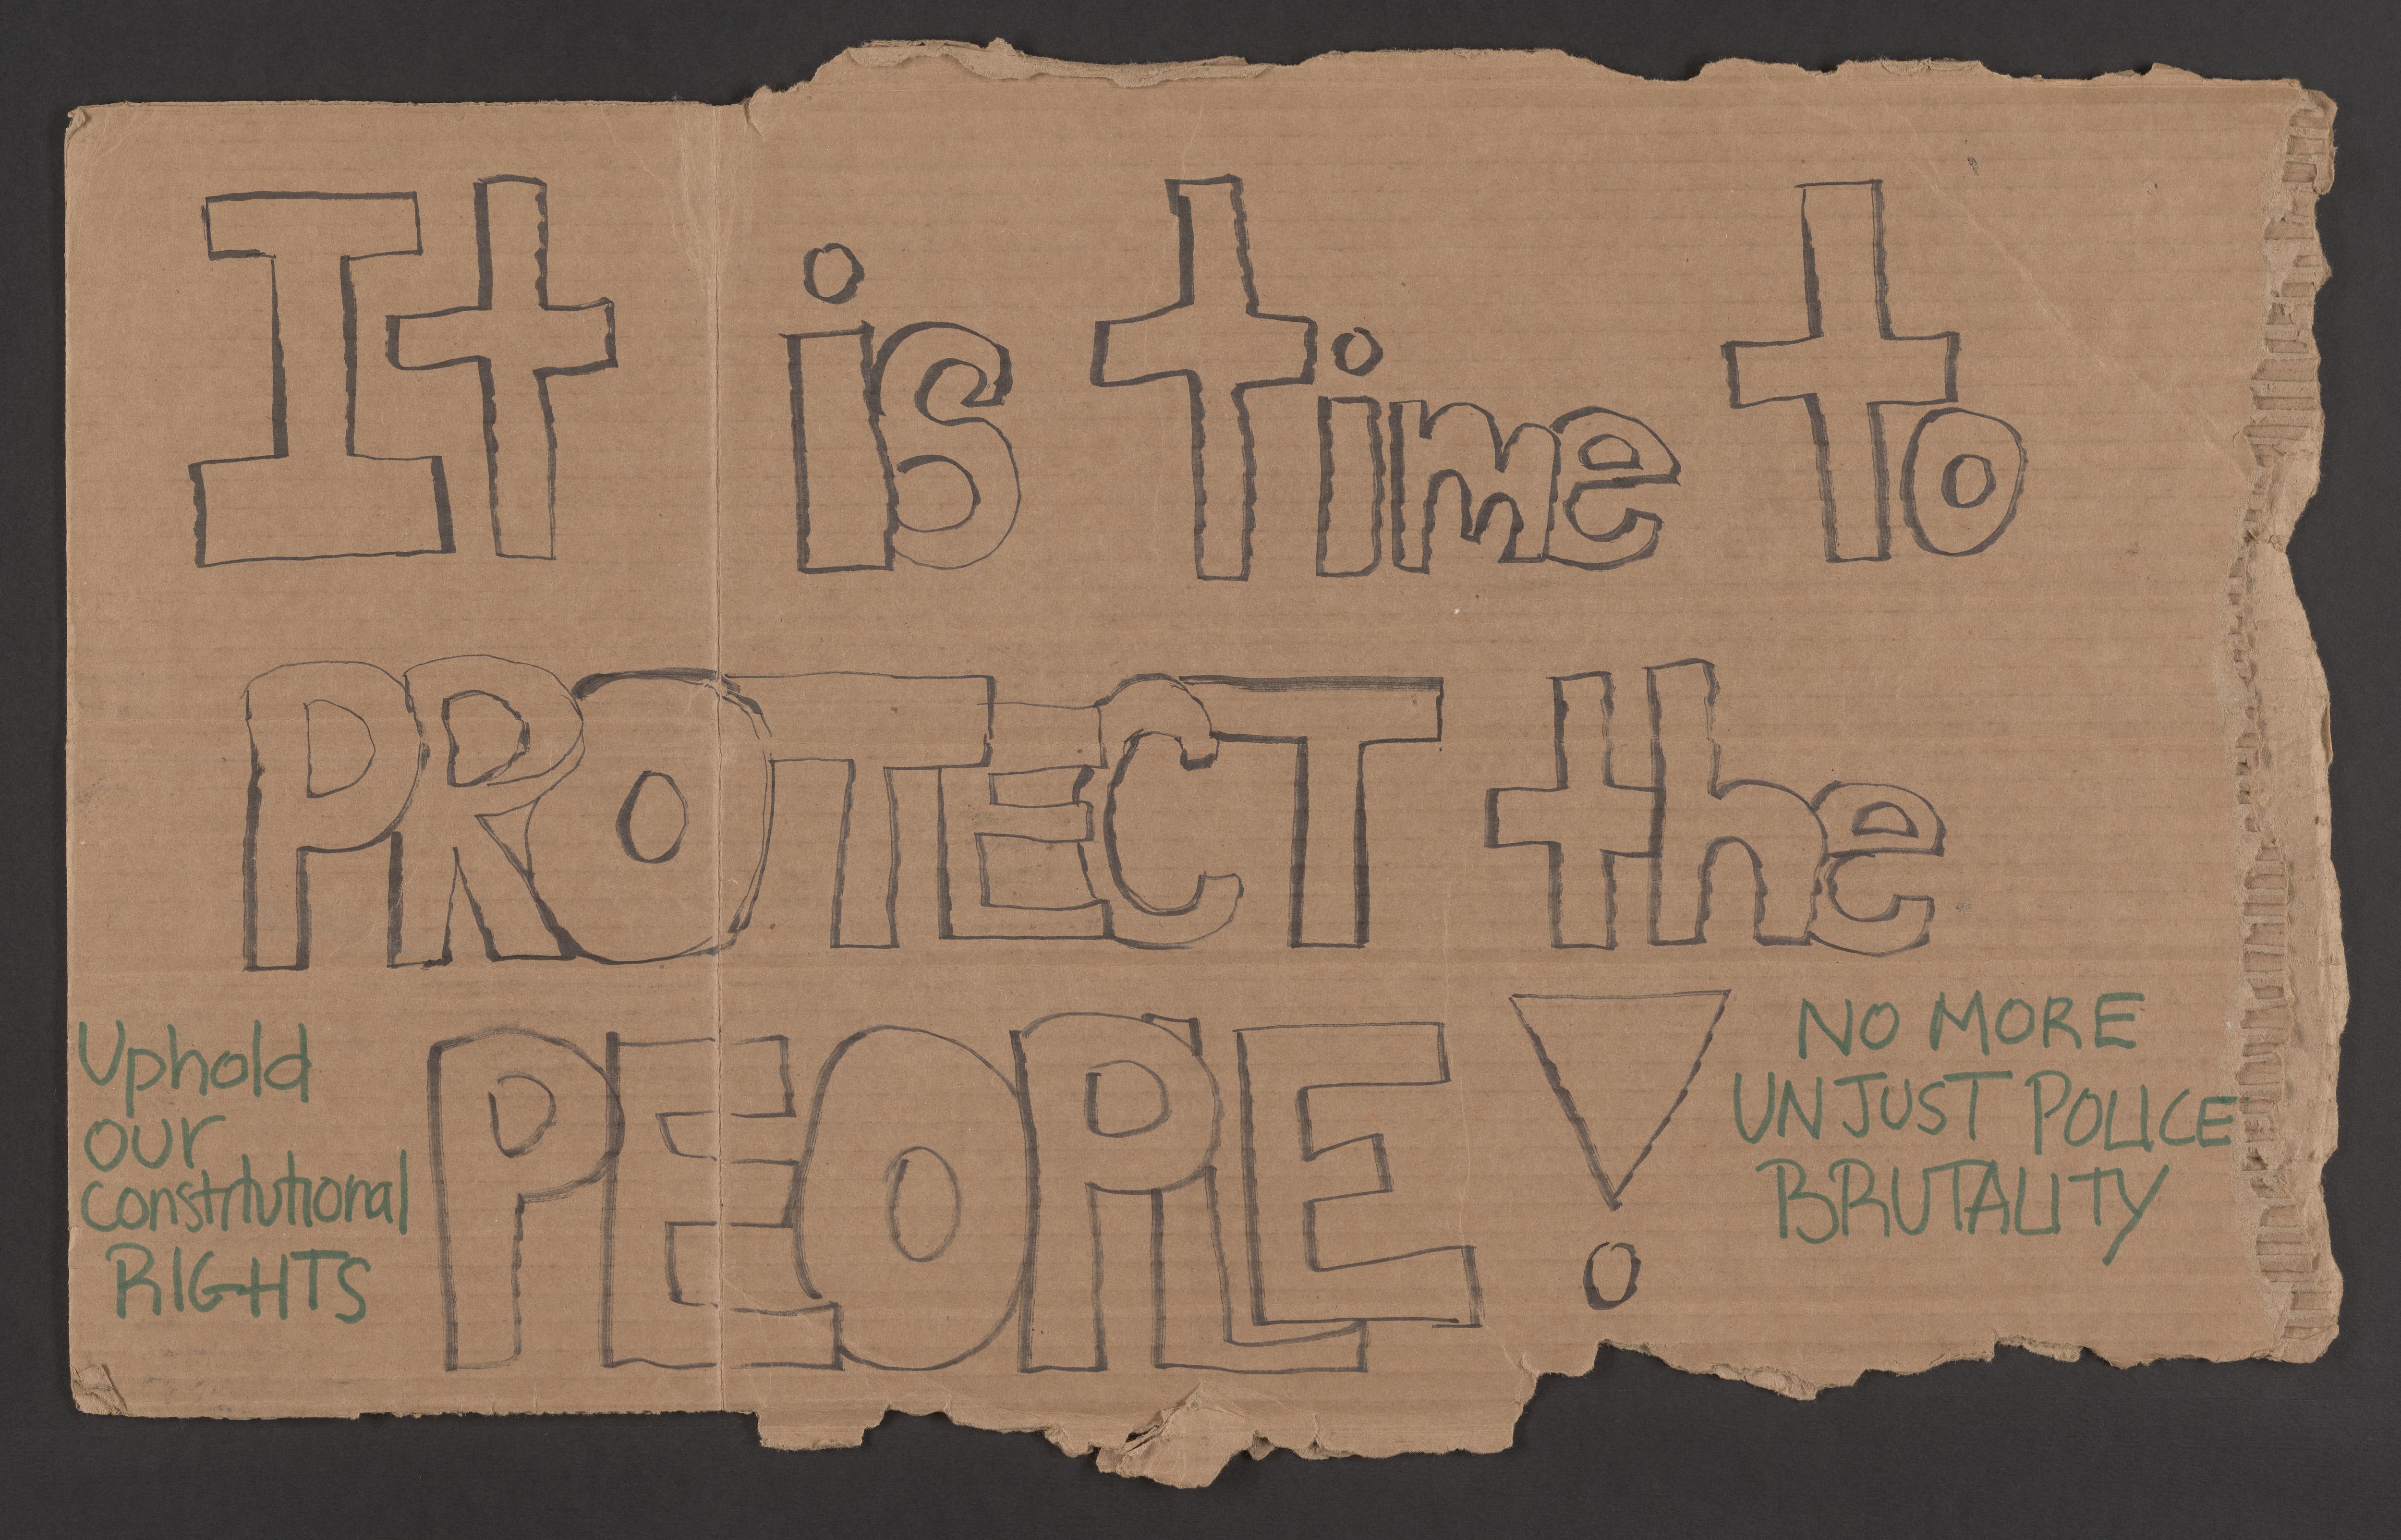 It is time to
PROTECT the
PEOPLE!
Uphold
our
constitutional
RIGHTS
NO MORE
UNJUST POLICE
BRUTALITY